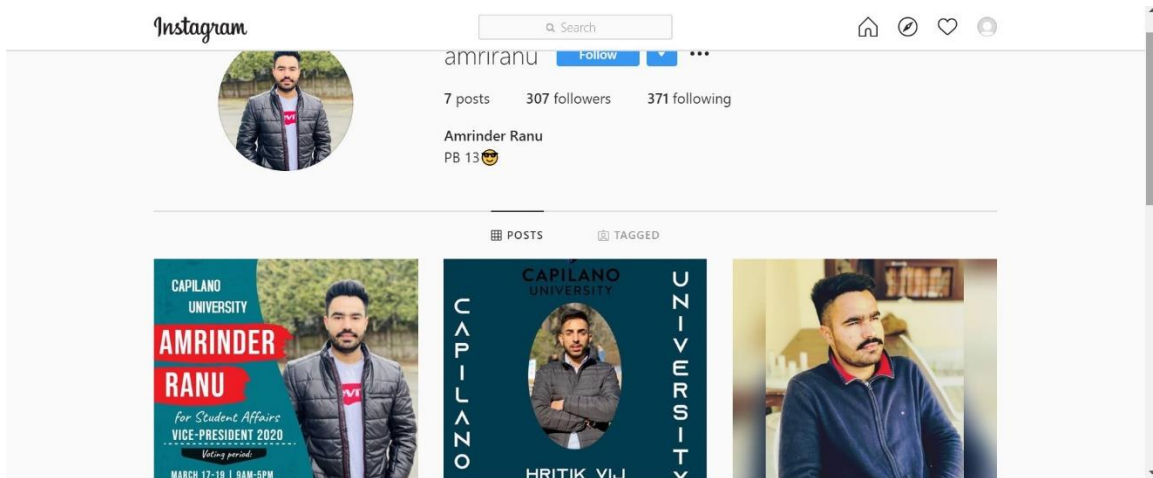 Instagram
Search
amriranu Follow
7 posts 307 followers 371 following
Amrinder Ranu
PB 13😎
POSTS TAGGED
CAPILANO
UNIVERSITY
AMRINDER
RANU
for Student Affairs
VICE-PRESIDENT 2020
Voting period:
MARCH 17-19 | 9AM-5PM
CAPILANO
UNIVERSITY
CAPILANO
UNIVERSITY
HRITIK VIJ